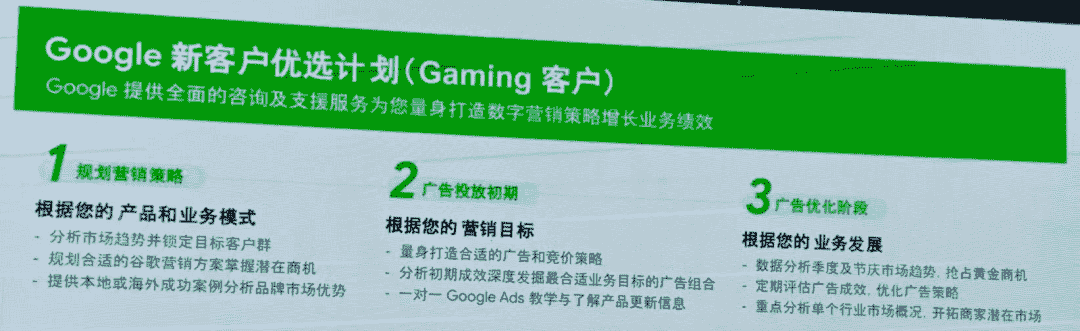 Google 新客户优选计划(Gaming 客户)
Google 提供全面的咨询及支援服务为您量身打造数字营销策略增长业务绩效
1 规划营销策略
根据您的 产品和业务模式
- 分析市场趋势并锁定目标客户群
- 规划合适的谷歌营销方案掌握潜在商机
- 提供本地或海外成功案例分析品牌市场优势
2 广告投放初期
根据您的 营销目标
- 量身打造合适的广告和竞价策略
- 分析初期成效深度发掘最合适业务目标的广告组合
- 一对一 Google Ads 教学与了解产品更新信息
3 广告优化阶段
根据您的 业务发展
- 数据分析季度及节庆市场趋势, 抢占黄金商机
- 定期评估广告成效, 优化广告策略
- 重点分析单个行业市场概况, 开拓商家潜在市场